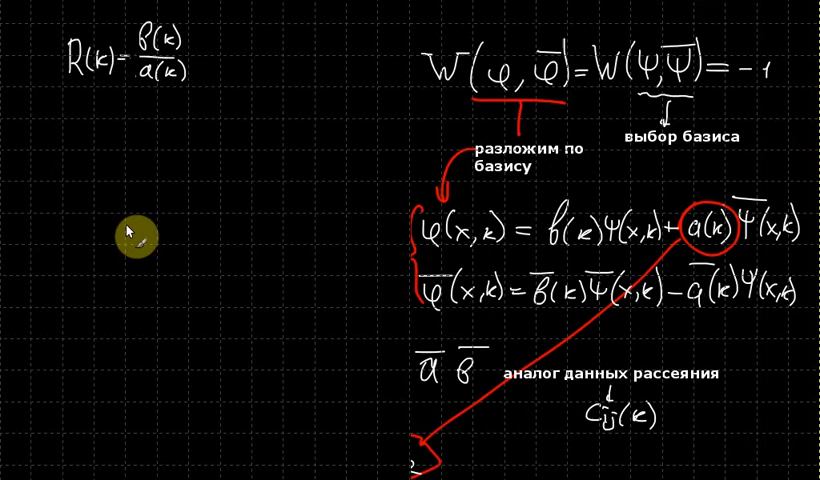 R(k) = b(k) / a(k)
W(φ, φ̅) = W(ψ, ψ̅) = -1
выбор базиса
разложим по
базису
φ(x, k) = b(k)ψ(x,k) + a(k) ψ̅(x,k)
φ̅(x,k) = b̅(k)ψ̅(x,k) - a̅(k)ψ(x,k)
a̅ b̅
аналог данных рассеяния
Cij(k)